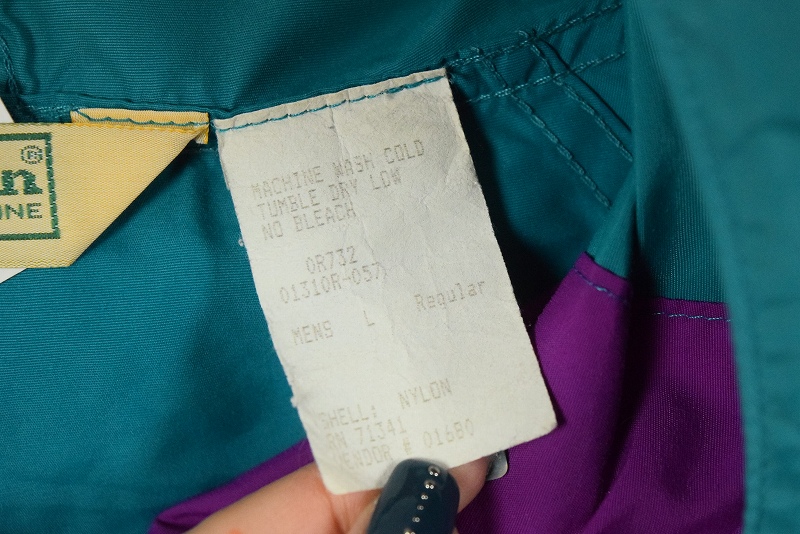 n®
NE
MACHINE WASH COLD
TUMBLE DRY LOW
NO BLEACH
OR732
01310R-057
MENS L Regular
SHELL: NYLON
RN 71341
VENDOR # 01680